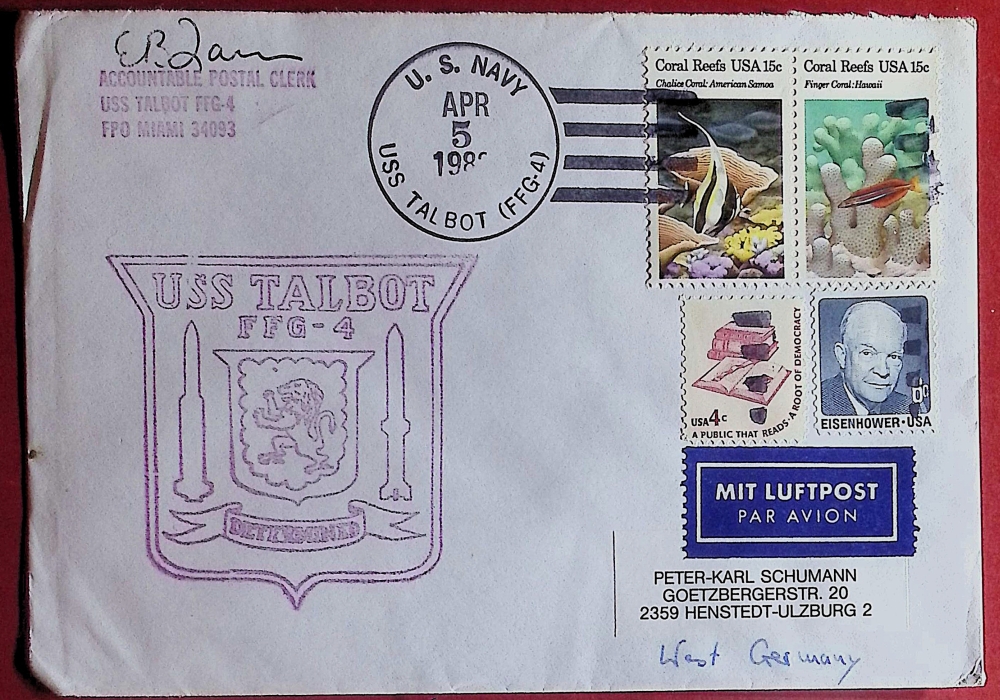 ACCOUNTABLE POSTAL CLERK
USS TALBOT FFG-4
FPO MIAMI 34093
U. S. NAVY
APR
5
USS TALBOT (FFG-4)
Coral Reefs USA 15c
Chalice Coral: American Samoa
Coral Reefs USA 15c
Finger Coral: Hawaii
USA 4c
A PUBLIC THAT READS·A ROOT OF DEMOCRACY
EISENHOWER·USA
USS TALBOT
FFG-4
DETERMINED
MIT LUFTPOST
PAR AVION
PETER-KARL SCHUMANN
GOETZBERGERSTR. 20
2359 HENSTEDT-ULZBURG 2
West Germany